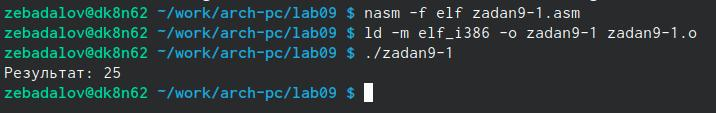 zebadalov@dk8n62 ~/work/arch-pc/lab09 $ nasm -f elf zadan9-1.asm
zebadalov@dk8n62 ~/work/arch-pc/lab09 $ ld -m elf_i386 -o zadan9-1 zadan9-1.o
zebadalov@dk8n62 ~/work/arch-pc/lab09 $ ./zadan9-1
Результат: 25
zebadalov@dk8n62 ~/work/arch-pc/lab09 $